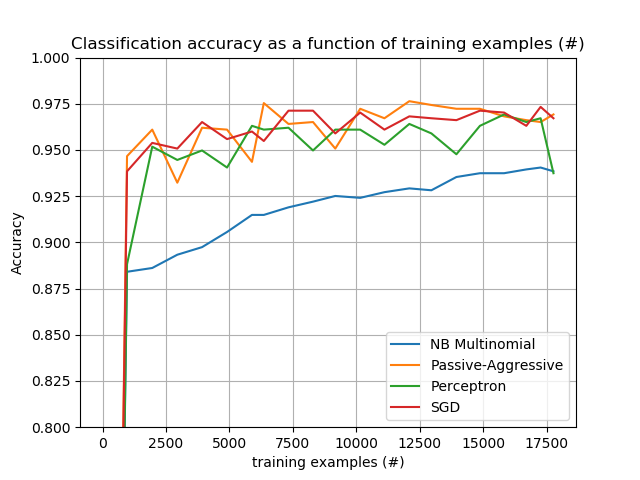 Classification accuracy as a function of training examples (#)
1.000
0.975
0.950
0.925
0.900
0.875
0.850
0.825
0.800
Accuracy
NB Multinomial
Passive-Aggressive
Perceptron
SGD
0 2500 5000 7500 10000 12500 15000 17500
training examples (#)